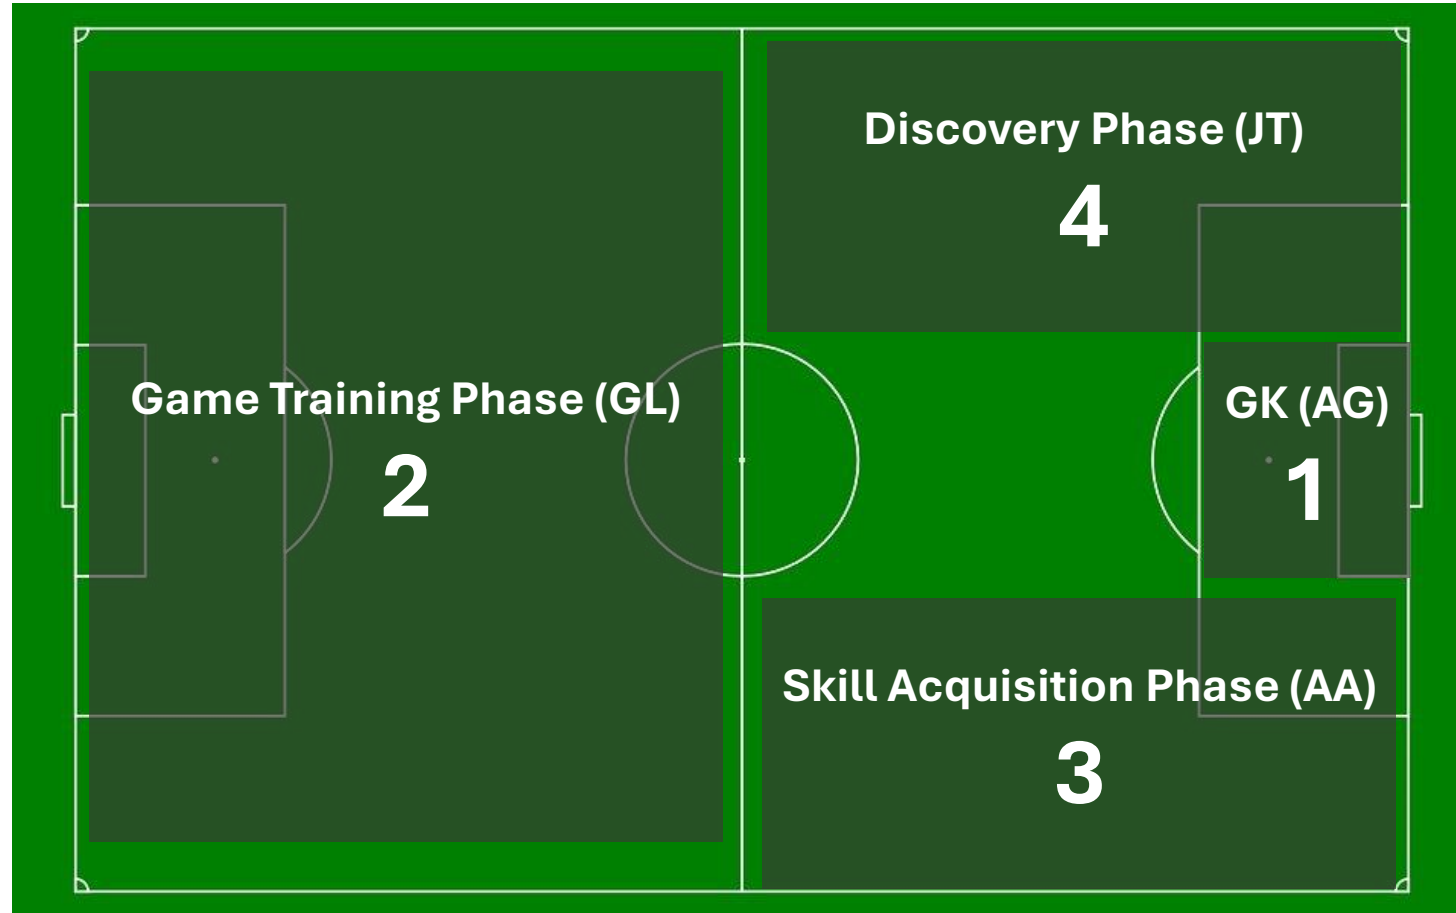 Game Training Phase (GL)
2
Discovery Phase (JT)
4
GK (AG)
1
Skill Acquisition Phase (AA)
3